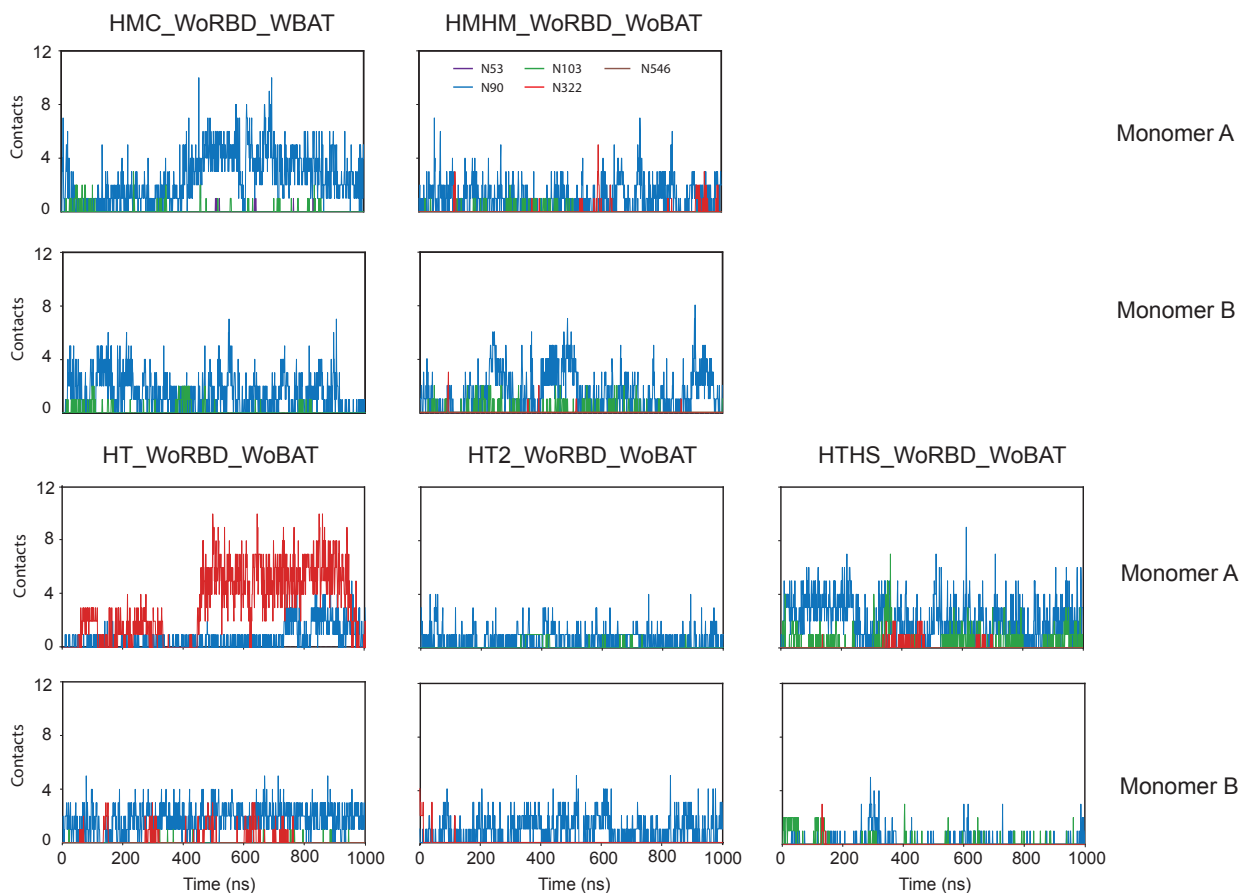 HMC_WoRBD_WBAT HMHM_WoRBD_WoBAT
12
8
4
0
Contacts
N53 N103 N546
N90 N322
Monomer A
12
8
4
0
Contacts
Monomer B
HT_WoRBD_WoBAT HT2_WoRBD_WoBAT HTHS_WoRBD_WoBAT
12
8
4
0
Contacts
Monomer A
12
8
4
0
Contacts
Monomer B
0 200 400 600 800 1000 0 200 400 600 800 1000 0 200 400 600 800 1000
Time (ns) Time (ns) Time (ns)